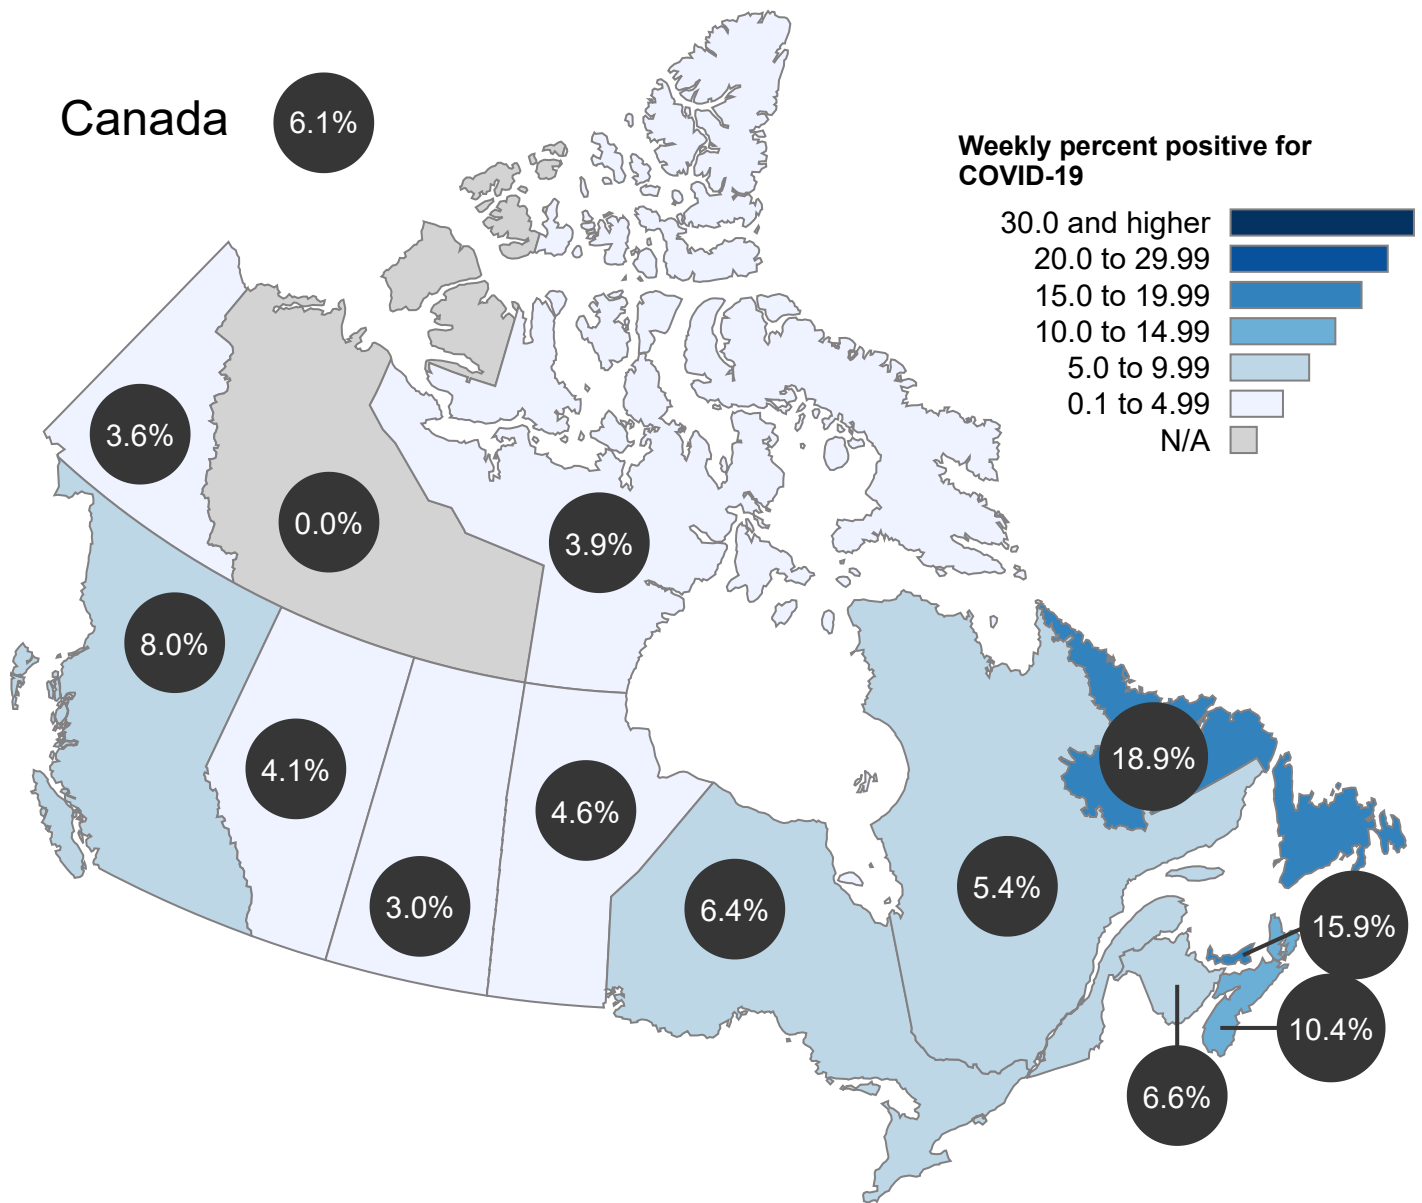 Canada
6.1%
Weekly percent positive for
COVID-19
30.0 and higher
20.0 to 29.99
15.0 to 19.99
10.0 to 14.99
5.0 to 9.99
0.1 to 4.99
N/A
3.6%
0.0%
3.9%
8.0%
4.1%
3.0%
4.6%
6.4%
5.4%
18.9%
15.9%
10.4%
6.6%